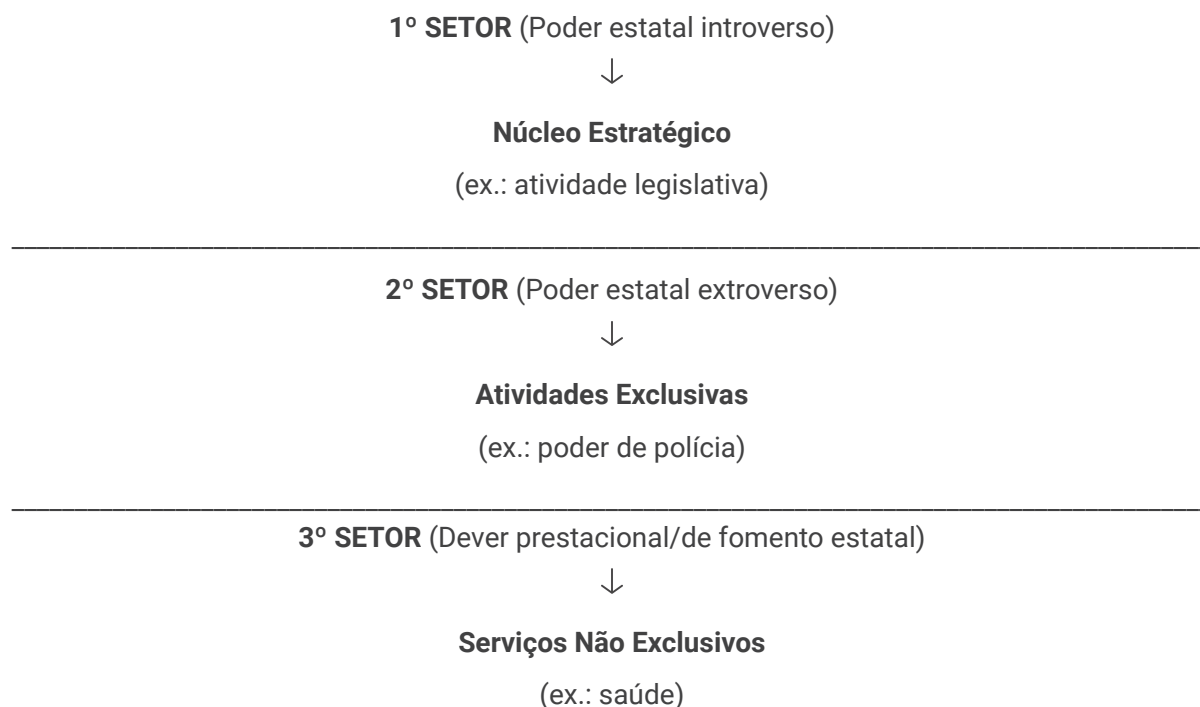 1º SETOR (Poder estatal introverso)
↓
Núcleo Estratégico
(ex.: atividade legislativa)
2º SETOR (Poder estatal extroverso)
↓
Atividades Exclusivas
(ex.: poder de polícia)
3º SETOR (Dever prestacional/de fomento estatal)
↓
Serviços Não Exclusivos
(ex.: saúde)